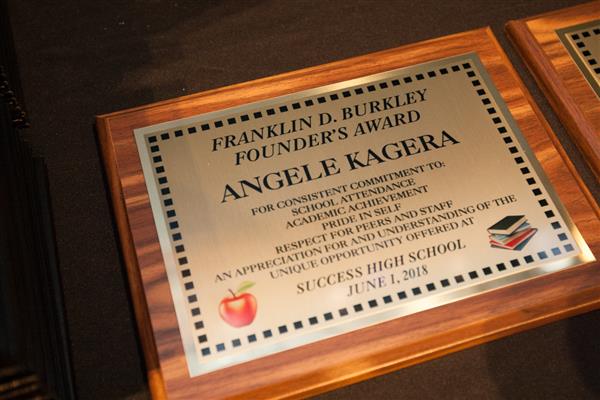 FRANKLIN D. BURKLEY
FOUNDER'S AWARD
ANGELE KAGERA
FOR CONSISTENT COMMITMENT TO:
SCHOOL ATTENDANCE
ACADEMIC ACHIEVEMENT
PRIDE IN SELF
RESPECT FOR PEERS AND STAFF
AN APPRECIATION FOR AND UNDERSTANDING OF THE
UNIQUE OPPORTUNITY OFFERED AT
SUCCESS HIGH SCHOOL
JUNE 1, 2018